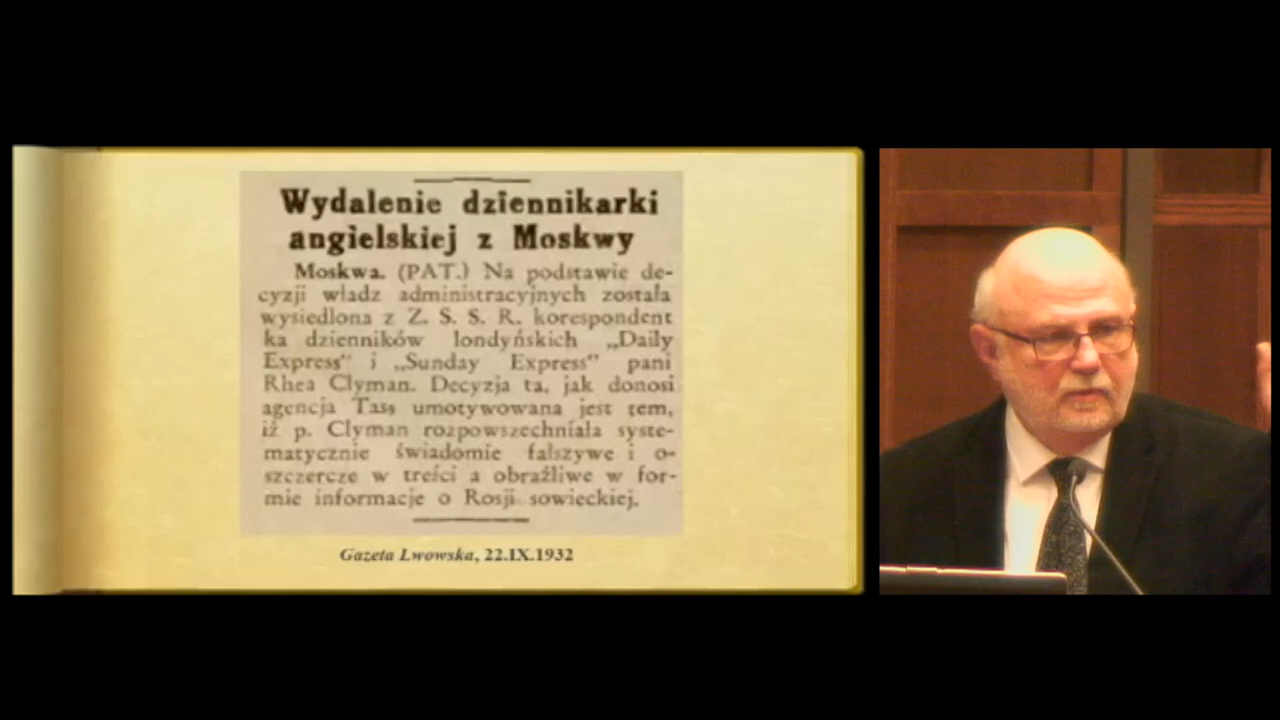 Wydalenie dziennikarki
angielskiej z Moskwy
Moskwa. (PAT.) Na podstawie de-
cyzji władz administracyjnych została
wysiedlona z Z. S. S. R. korespondent
ka dzienników londyńskich „Daily
Express" i „Sunday Express" pani
Rhea Clyman. Decyzja ta, jak donosi
agencja Tass umotywowana jest tem,
iż p. Clyman rozpowszechniała syste-
matycznie świadomie fałszywe i o-
szczercze w treści a obraźliwe w for-
mie informacje o Rosji sowieckiej.
Gazeta Lwowska, 22.IX.1932